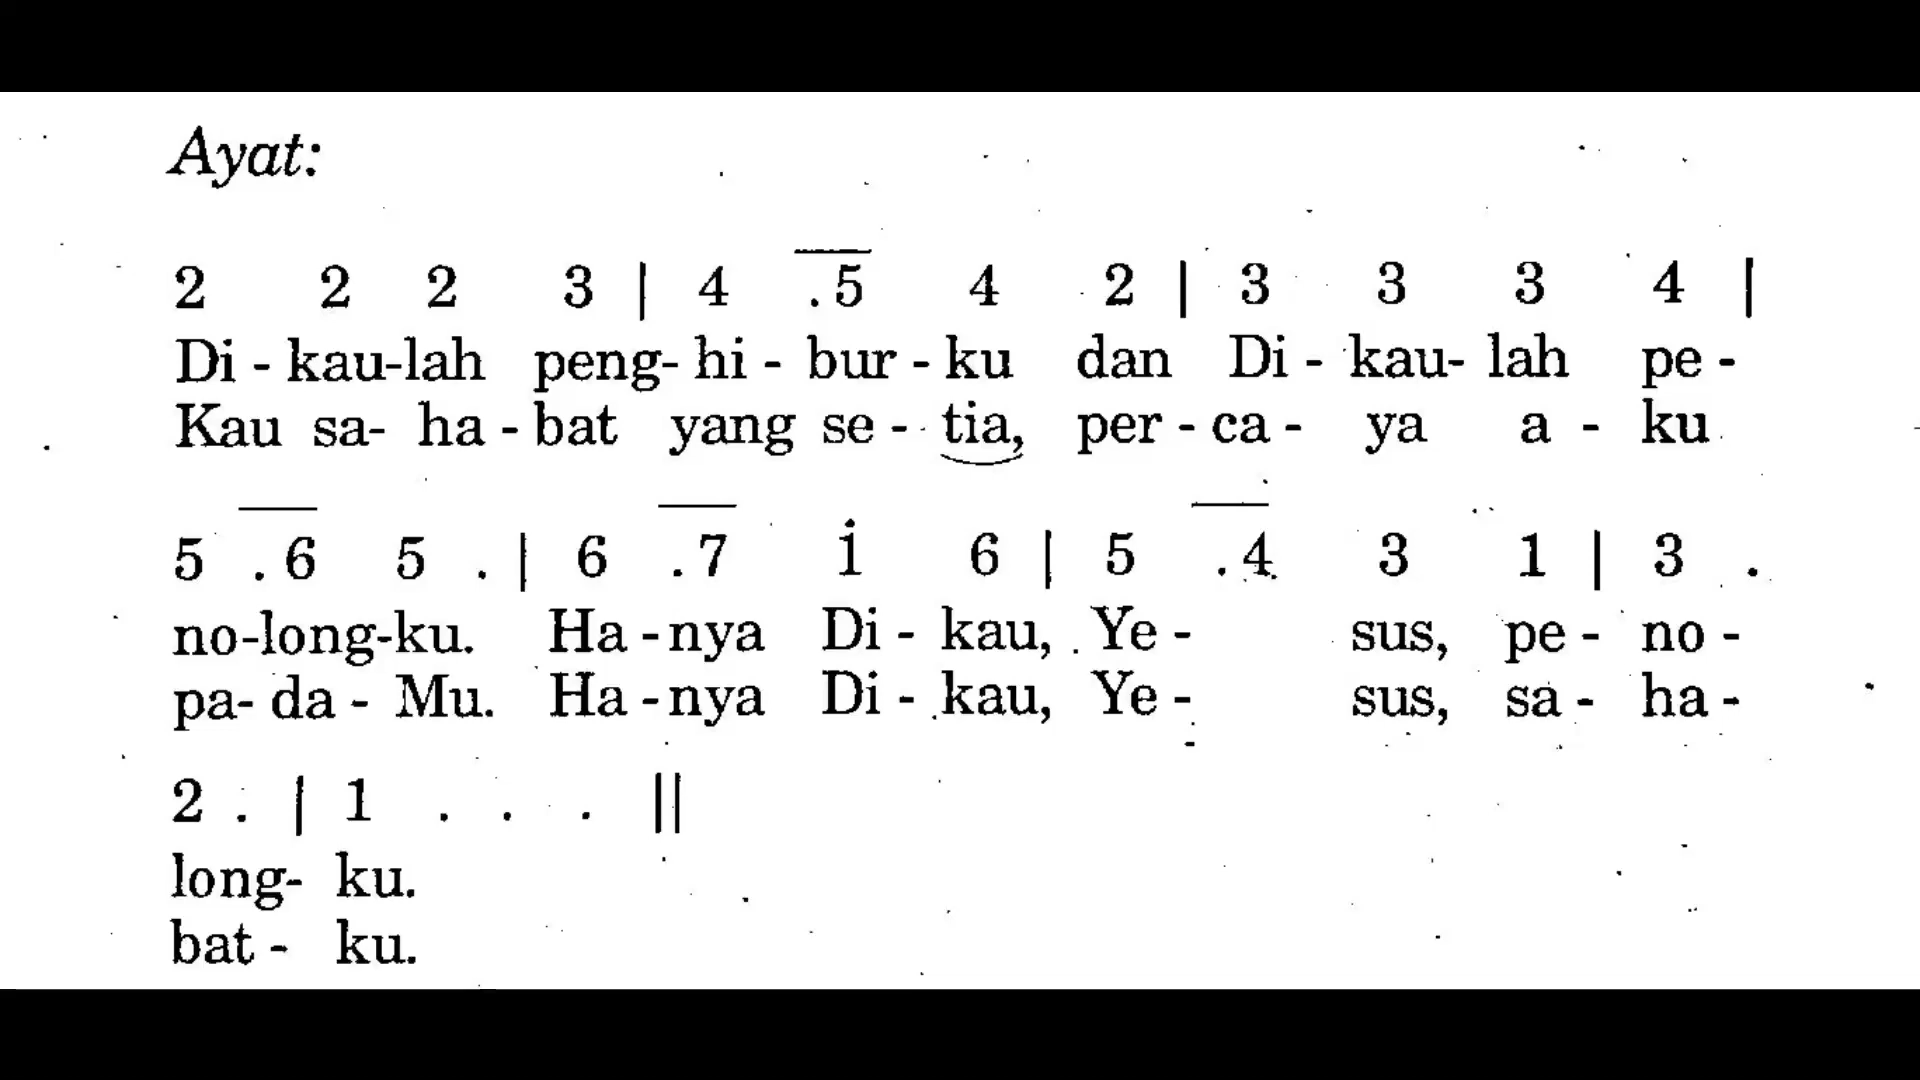 Ayat:
2 2 2 3 | 4 .5 4 2 | 3 3 3 4 |
Di - kau-lah peng- hi - bur - ku dan Di - kau- lah pe -
Kau sa- ha - bat yang se - tia, per - ca - ya a - ku
5 .6 5 . | 6 .7 1̇ 6 | 5 .4 3 1 | 3 .
no-long-ku. Ha - nya Di - kau, Ye - sus, pe - no -
pa- da - Mu. Ha - nya Di - kau, Ye - sus, sa - ha -
2 . | 1 . . . ||
long- ku.
bat - ku.